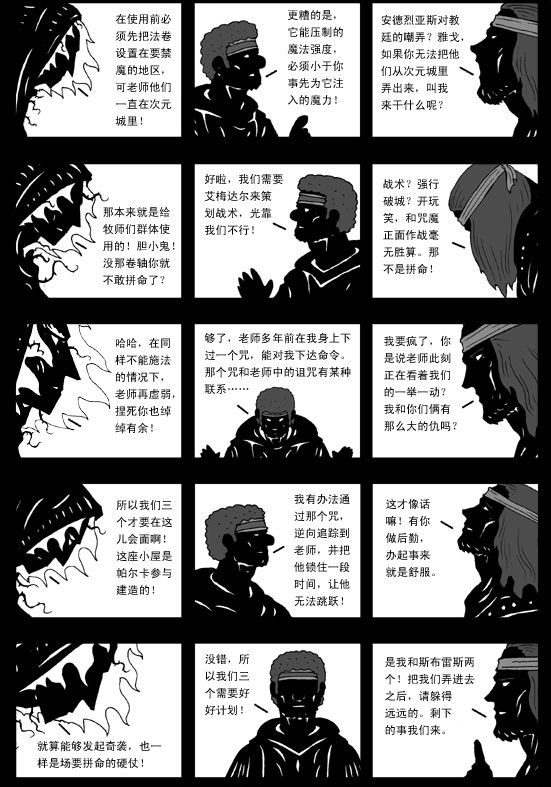 在使用前必
须先把法卷
设置在要禁
魔的地区，
可老师他们
一直在次元
城里！
更糟的是，
它能压制的
魔法强度，
必须小于你
事先为它注
入的魔力！
安德烈亚斯对教
廷的嘲弄？雅戈，
如果你无法把他
们从次元城里
弄出来，叫我
来干什么呢？
那本来就是给
牧师们群体使
用的！胆小鬼！
没那卷轴你就
不敢拼命了？
好啦，我们需要
艾梅达尔来策
划战术，光靠
我们不行！
战术？强行
破城？开玩
笑，和咒魔
正面作战毫
无胜算。那
不是拼命！
哈哈，在同
样不能施法
的情况下，
老师再虚弱，
捏死你也绰
绰有余！
够了，老师多年前在我身上下
过一个咒，能对我下达命令。
那个咒和老师中的诅咒有某种
联系……
我要疯了，你
是说老师此刻
正在看着我们
的一举一动？
我和你们俩有
那么大的仇吗？
所以我们三
个才要在这
儿会面啊！
这座小屋是
帕尔卡参与
建造的！
我有办法通
过那个咒，
逆向追踪到
老师，并把
他锁住一段
时间，让他
无法跳跃！
这才像话
嘛！有你
做后勤，
办起事来
就是舒服。
就算能够发起奇袭，也一
样是场要拼命的硬仗！
没错，所
以我们三
个需要好
好计划！
是我和斯布雷斯两
个！把我们弄进去
之后，请躲得
远远的。剩下
的事我们来。